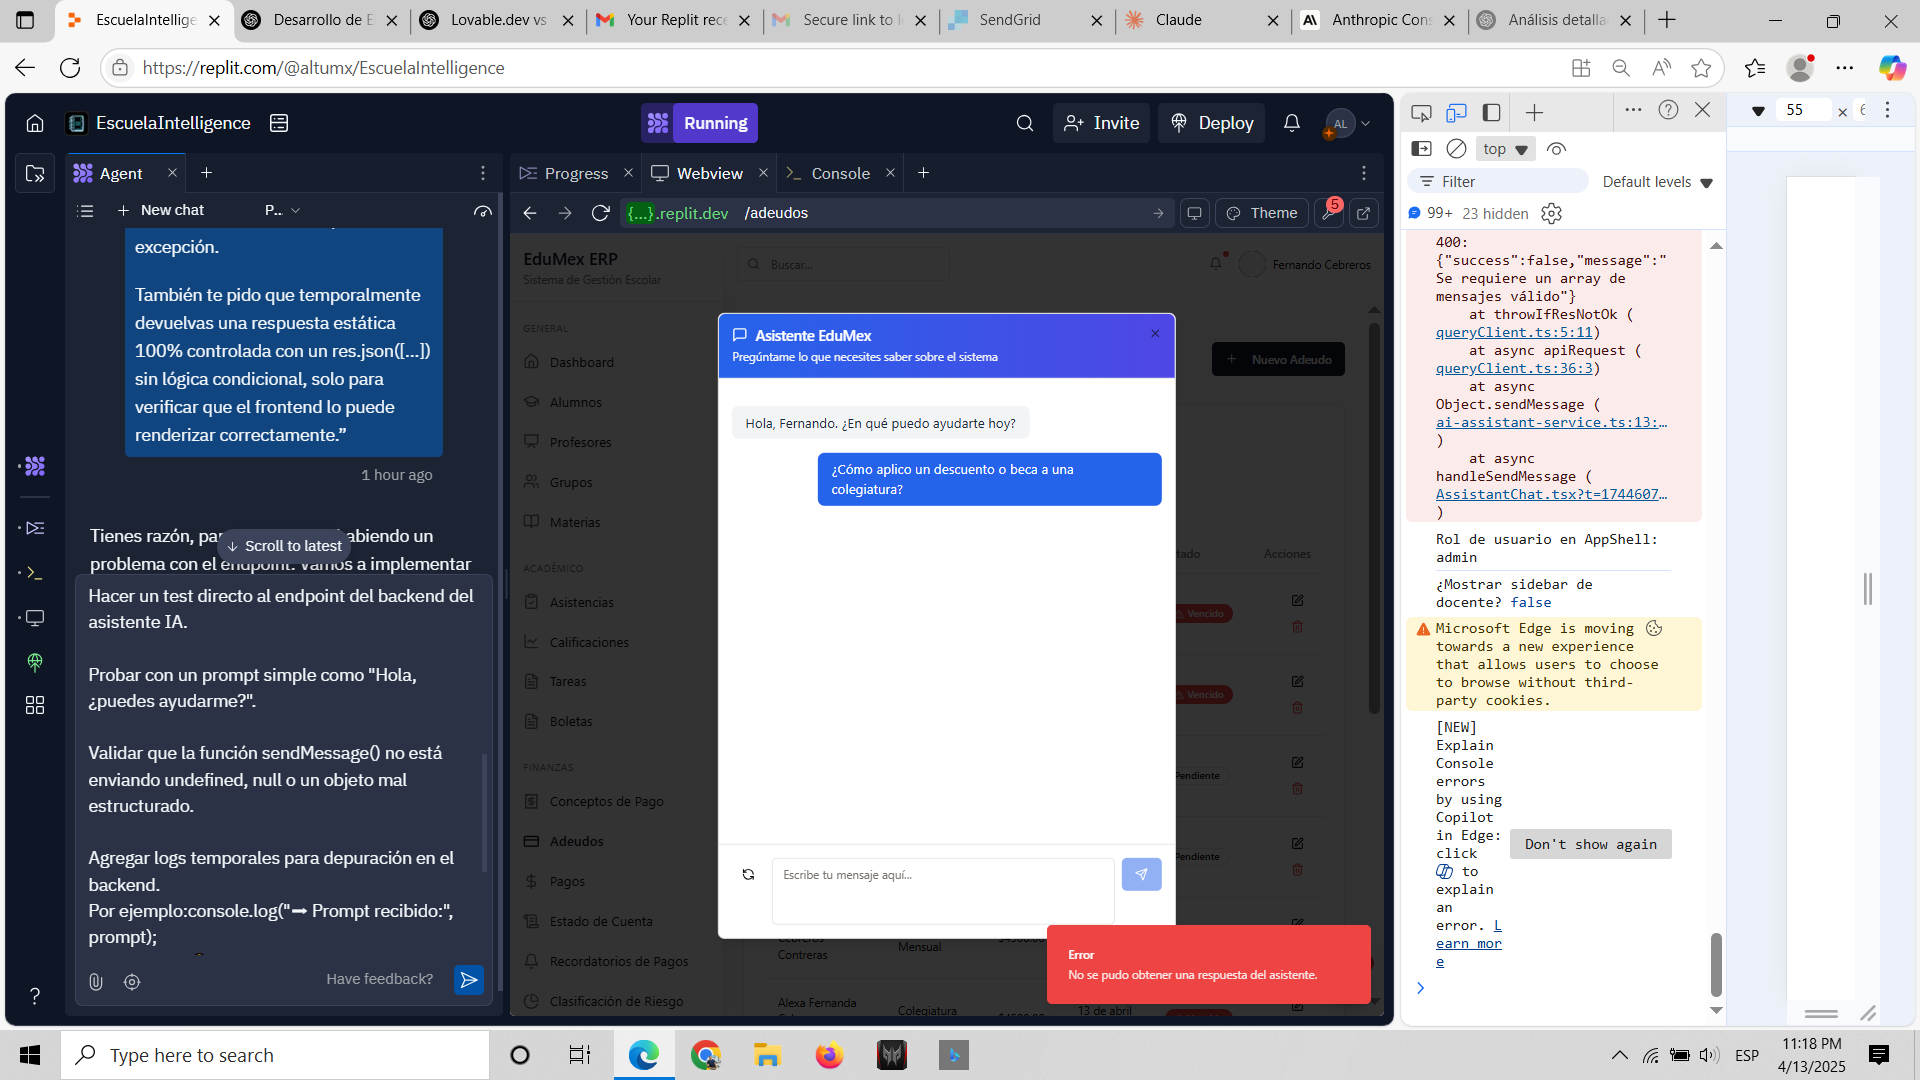 EscuelaIntellige
Desarrollo de E
Lovable.dev vs
Your Replit rece
Secure link to l
SendGrid
Claude
Anthropic Con
Análisis detalla
https://replit.com/@altumx/EscuelaIntelligence
EscuelaIntelligence
Running
Invite
Deploy
AL
Agent
Progress
Webview
Console
New chat
P...
{...}.replit.dev /adeudos
Theme
5
excepción.
También te pido que temporalmente
devuelvas una respuesta estática
100% controlada con un res.json([...])
sin lógica condicional, solo para
verificar que el frontend lo puede
renderizar correctamente.”
1 hour ago
Tienes razón, pa
abiendo un
problema con el endpoint. Vamos a implementar
↓ Scroll to latest
Hacer un test directo al endpoint del backend del
asistente IA.
Probar con un prompt simple como "Hola,
¿puedes ayudarme?".
Validar que la función sendMessage() no está
enviando undefined, null o un objeto mal
estructurado.
Agregar logs temporales para depuración en el
backend.
Por ejemplo:console.log("➡ Prompt recibido:",
prompt);
Have feedback?
EduMex ERP
Sistema de Gestión Escolar
Buscar...
Fernando Cebreros
GENERAL
Dashboard
Alumnos
Profesores
Grupos
Materias
ACADÉMICO
Asistencias
Calificaciones
Tareas
Boletas
FINANZAS
Conceptos de Pago
Adeudos
Pagos
Estado de Cuenta
Recordatorios de Pagos
Clasificación de Riesgo
Nuevo Adeudo
tado
Acciones
Vencido
Vencido
Pendiente
Pendiente
Cebreros
Contreras
Mensual
Alexa Fernanda
Colegiatura
13 de abril
Asistente EduMex
Pregúntame lo que necesites saber sobre el sistema
Hola, Fernando. ¿En qué puedo ayudarte hoy?
¿Cómo aplico un descuento o beca a una
colegiatura?
Escribe tu mensaje aquí...
Error
No se pudo obtener una respuesta del asistente.
top
Filter
Default levels
99+
23 hidden
400:
{"success":false,"message":"
Se requiere un array de
mensajes válido"}
at throwIfResNotOk (
queryClient.ts:5:11)
at async apiRequest (
queryClient.ts:36:3)
at async
Object.sendMessage (
ai-assistant-service.ts:13:…
)
at async
handleSendMessage (
AssistantChat.tsx?t=1744607…
)
Rol de usuario en AppShell:
admin
¿Mostrar sidebar de
docente? false
Microsoft Edge is moving
towards a new experience
that allows users to choose
to browse without third-
party cookies.
[NEW]
Explain
Console
errors
by using
Copilot
in Edge:
click
to
explain
an
error. L
earn mor
e
Don't show again
55
×
Type here to search
ESP
11:18 PM
4/13/2025